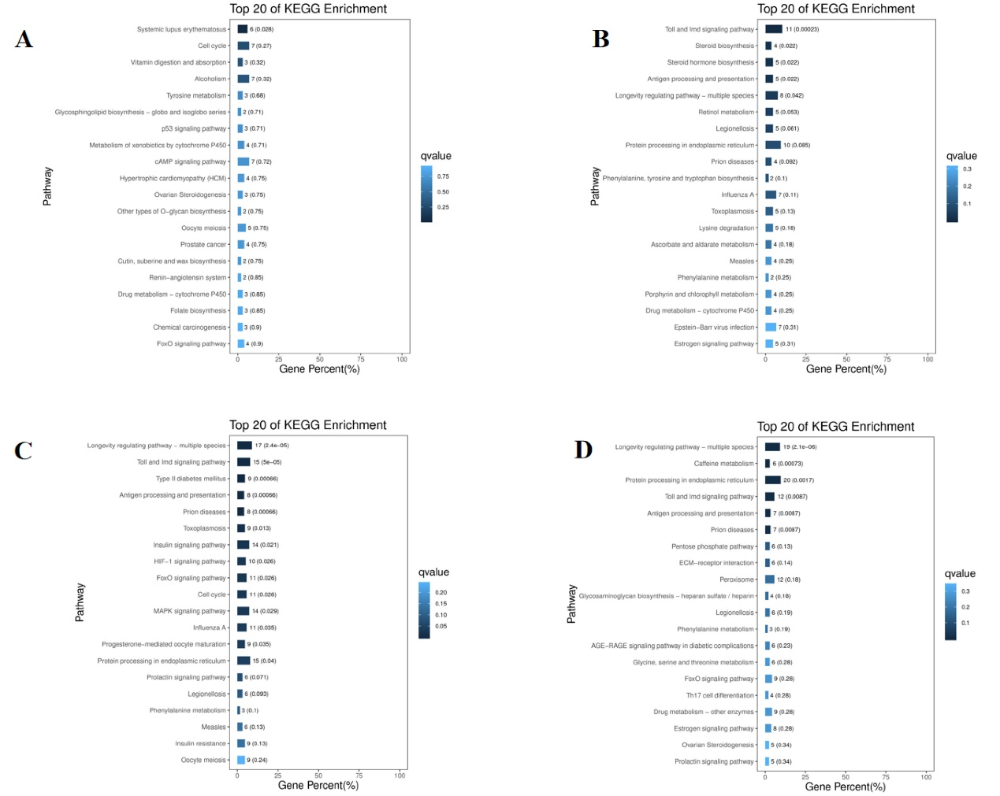 A
Top 20 of KEGG Enrichment
Systemic lupus erythematosus 6 (0.028)
Cell cycle 7 (0.27)
Vitamin digestion and absorption 3 (0.32)
Alcoholism 7 (0.32)
Tyrosine metabolism 3 (0.68)
Glycosphingolipid biosynthesis − globo and isoglobo series 2 (0.71)
p53 signaling pathway 3 (0.71)
Metabolism of xenobiotics by cytochrome P450 4 (0.71)
cAMP signaling pathway 7 (0.72)
Hypertrophic cardiomyopathy (HCM) 4 (0.75)
Ovarian Steroidogenesis 3 (0.75)
Other types of O−glycan biosynthesis 2 (0.75)
Oocyte meiosis 5 (0.75)
Prostate cancer 4 (0.75)
Cutin, suberine and wax biosynthesis 2 (0.75)
Renin−angiotensin system 2 (0.85)
Drug metabolism − cytochrome P450 3 (0.85)
Folate biosynthesis 3 (0.85)
Chemical carcinogenesis 3 (0.9)
FoxO signaling pathway 4 (0.9)
0 25 50 75 100
Gene Percent(%)
Pathway
qvalue
0.75
0.50
0.25
B
Top 20 of KEGG Enrichment
Toll and Imd signaling pathway 11 (0.00023)
Steroid biosynthesis 4 (0.022)
Steroid hormone biosynthesis 5 (0.022)
Antigen processing and presentation 5 (0.022)
Longevity regulating pathway − multiple species 8 (0.042)
Retinol metabolism 5 (0.053)
Legionellosis 5 (0.061)
Protein processing in endoplasmic reticulum 10 (0.085)
Prion diseases 4 (0.092)
Phenylalanine, tyrosine and tryptophan biosynthesis 2 (0.1)
Influenza A 7 (0.11)
Toxoplasmosis 5 (0.13)
Lysine degradation 5 (0.18)
Ascorbate and aldarate metabolism 4 (0.18)
Measles 4 (0.25)
Phenylalanine metabolism 2 (0.25)
Porphyrin and chlorophyll metabolism 4 (0.25)
Drug metabolism − cytochrome P450 4 (0.25)
Epstein−Barr virus infection 7 (0.31)
Estrogen signaling pathway 5 (0.31)
0 25 50 75 100
Gene Percent(%)
Pathway
qvalue
0.3
0.2
0.1
C
Top 20 of KEGG Enrichment
Longevity regulating pathway − multiple species 17 (2.4e−05)
Toll and Imd signaling pathway 15 (5e−05)
Type II diabetes mellitus 9 (0.00066)
Antigen processing and presentation 8 (0.00066)
Prion diseases 8 (0.00066)
Toxoplasmosis 9 (0.013)
Insulin signaling pathway 14 (0.021)
HIF−1 signaling pathway 10 (0.026)
FoxO signaling pathway 11 (0.026)
Cell cycle 11 (0.026)
MAPK signaling pathway 14 (0.029)
Influenza A 11 (0.035)
Progesterone−mediated oocyte maturation 9 (0.035)
Protein processing in endoplasmic reticulum 15 (0.04)
Prolactin signaling pathway 6 (0.071)
Legionellosis 6 (0.093)
Phenylalanine metabolism 3 (0.1)
Measles 6 (0.13)
Insulin resistance 9 (0.13)
Oocyte meiosis 9 (0.24)
0 25 50 75 100
Gene Percent(%)
Pathway
qvalue
0.20
0.15
0.10
0.05
D
Top 20 of KEGG Enrichment
Longevity regulating pathway − multiple species 19 (2.1e−06)
Caffeine metabolism 6 (0.00073)
Protein processing in endoplasmic reticulum 20 (0.0017)
Toll and Imd signaling pathway 12 (0.0087)
Antigen processing and presentation 7 (0.0087)
Prion diseases 7 (0.0087)
Pentose phosphate pathway 6 (0.13)
ECM−receptor interaction 6 (0.14)
Peroxisome 12 (0.18)
Glycosaminoglycan biosynthesis − heparan sulfate / heparin 4 (0.18)
Legionellosis 6 (0.19)
Phenylalanine metabolism 3 (0.19)
AGE−RAGE signaling pathway in diabetic complications 6 (0.23)
Glycine, serine and threonine metabolism 6 (0.28)
FoxO signaling pathway 9 (0.28)
Th17 cell differentiation 4 (0.28)
Drug metabolism − other enzymes 9 (0.28)
Estrogen signaling pathway 8 (0.28)
Ovarian Steroidogenesis 5 (0.34)
Prolactin signaling pathway 5 (0.34)
0 25 50 75 100
Gene Percent(%)
Pathway
qvalue
0.3
0.2
0.1